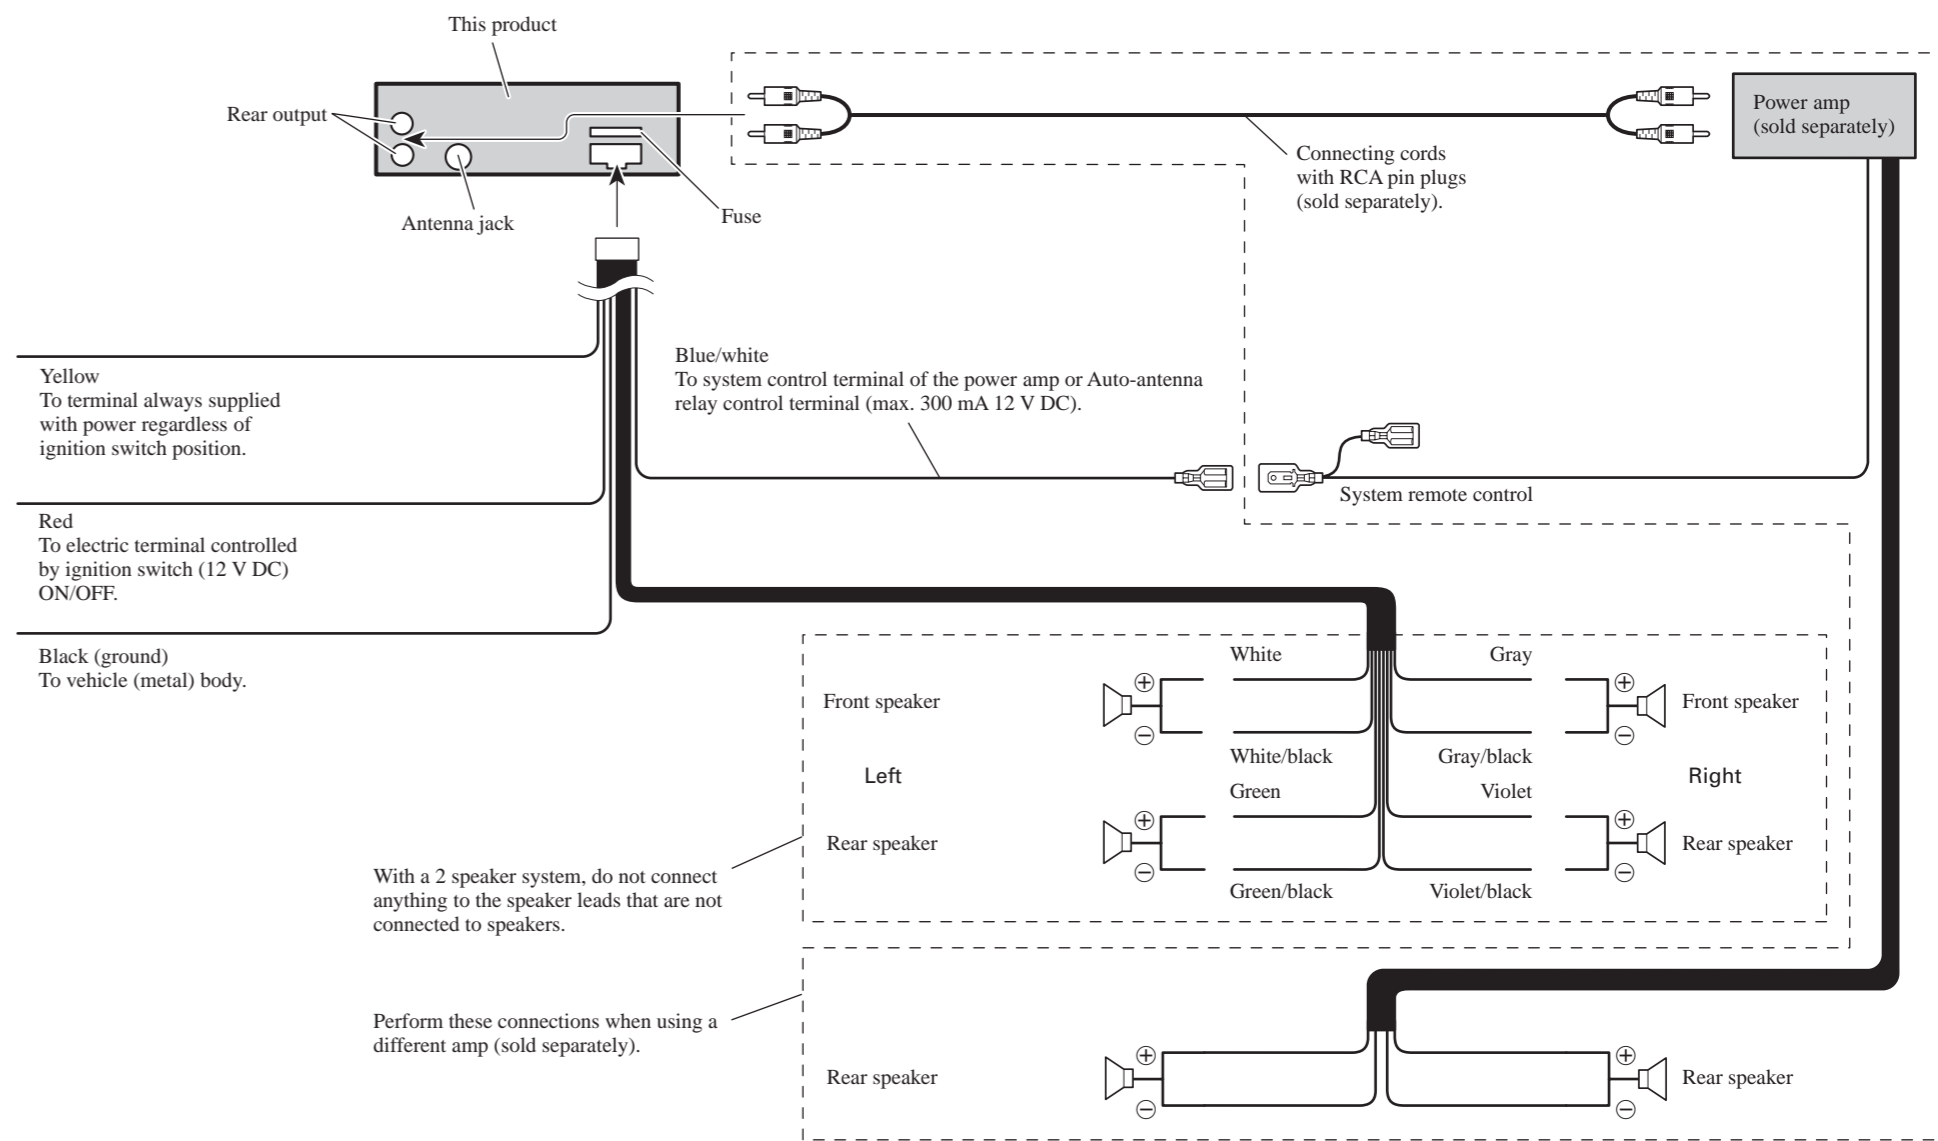 This product
Rear output
Antenna jack
Fuse
Connecting cords
with RCA pin plugs
(sold separately).
Power amp
(sold separately)
Yellow
To terminal always supplied
with power regardless of
ignition switch position.
Blue/white
To system control terminal of the power amp or Auto-antenna
relay control terminal (max. 300 mA 12 V DC).
System remote control
Red
To electric terminal controlled
by ignition switch (12 V DC)
ON/OFF.
Black (ground)
To vehicle (metal) body.
White
Gray
Front speaker
⊕
⊖
⊕
⊖
Front speaker
White/black
Gray/black
Left
Right
Green
Violet
Rear speaker
⊕
⊖
⊕
⊖
Rear speaker
Green/black
Violet/black
With a 2 speaker system, do not connect
anything to the speaker leads that are not
connected to speakers.
Perform these connections when using a
different amp (sold separately).
Rear speaker
⊕
⊖
⊕
⊖
Rear speaker